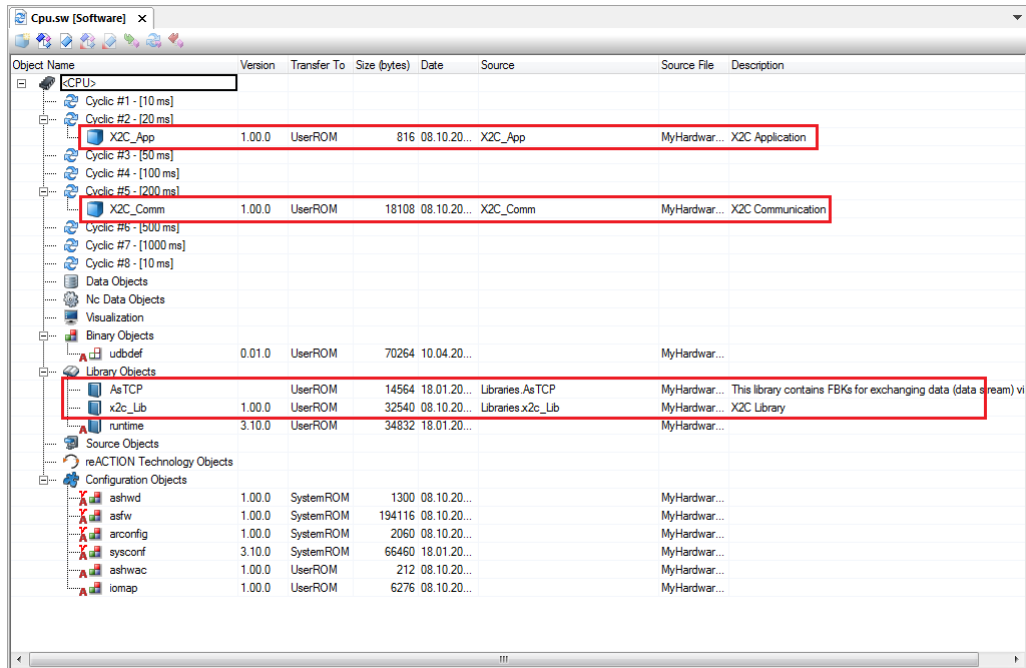 Cpu.sw [Software] ×
Object Name Version Transfer To Size (bytes) Date Source Source File Description
<CPU>
Cyclic #1 - [10 ms]
Cyclic #2 - [20 ms]
X2C_App 1.00.0 UserROM 816 08.10.20... X2C_App MyHardwar... X2C Application
Cyclic #3 - [50 ms]
Cyclic #4 - [100 ms]
Cyclic #5 - [200 ms]
X2C_Comm 1.00.0 UserROM 18108 08.10.20... X2C_Comm MyHardwar... X2C Communication
Cyclic #6 - [500 ms]
Cyclic #7 - [1000 ms]
Cyclic #8 - [10 ms]
Data Objects
Nc Data Objects
Visualization
Binary Objects
udbdef 0.01.0 UserROM 70264 10.04.20... MyHardwar...
Library Objects
AsTCP UserROM 14564 18.01.20... Libraries.AsTCP MyHardwar... This library contains FBKs for exchanging data (data stream) vi
x2c_Lib 1.00.0 UserROM 32540 08.10.20... Libraries.x2c_Lib MyHardwar... X2C Library
runtime 3.10.0 UserROM 34832 18.01.20... MyHardwar...
Source Objects
reACTION Technology Objects
Configuration Objects
ashwd 1.00.0 SystemROM 1300 08.10.20... MyHardwar...
asfw 1.00.0 SystemROM 194116 08.10.20... MyHardwar...
arconfig 1.00.0 SystemROM 2060 08.10.20... MyHardwar...
sysconf 3.10.0 SystemROM 66460 18.01.20... MyHardwar...
ashwac 1.00.0 UserROM 212 08.10.20... MyHardwar...
iomap 1.00.0 UserROM 6276 08.10.20... MyHardwar...